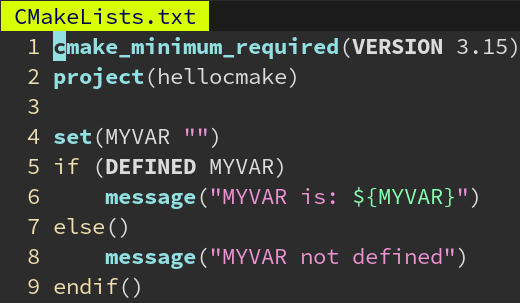 CMakeLists.txt
1 cmake_minimum_required(VERSION 3.15)
2 project(hellocmake)
3
4 set(MYVAR "")
5 if (DEFINED MYVAR)
6     message("MYVAR is: ${MYVAR}")
7 else()
8     message("MYVAR not defined")
9 endif()